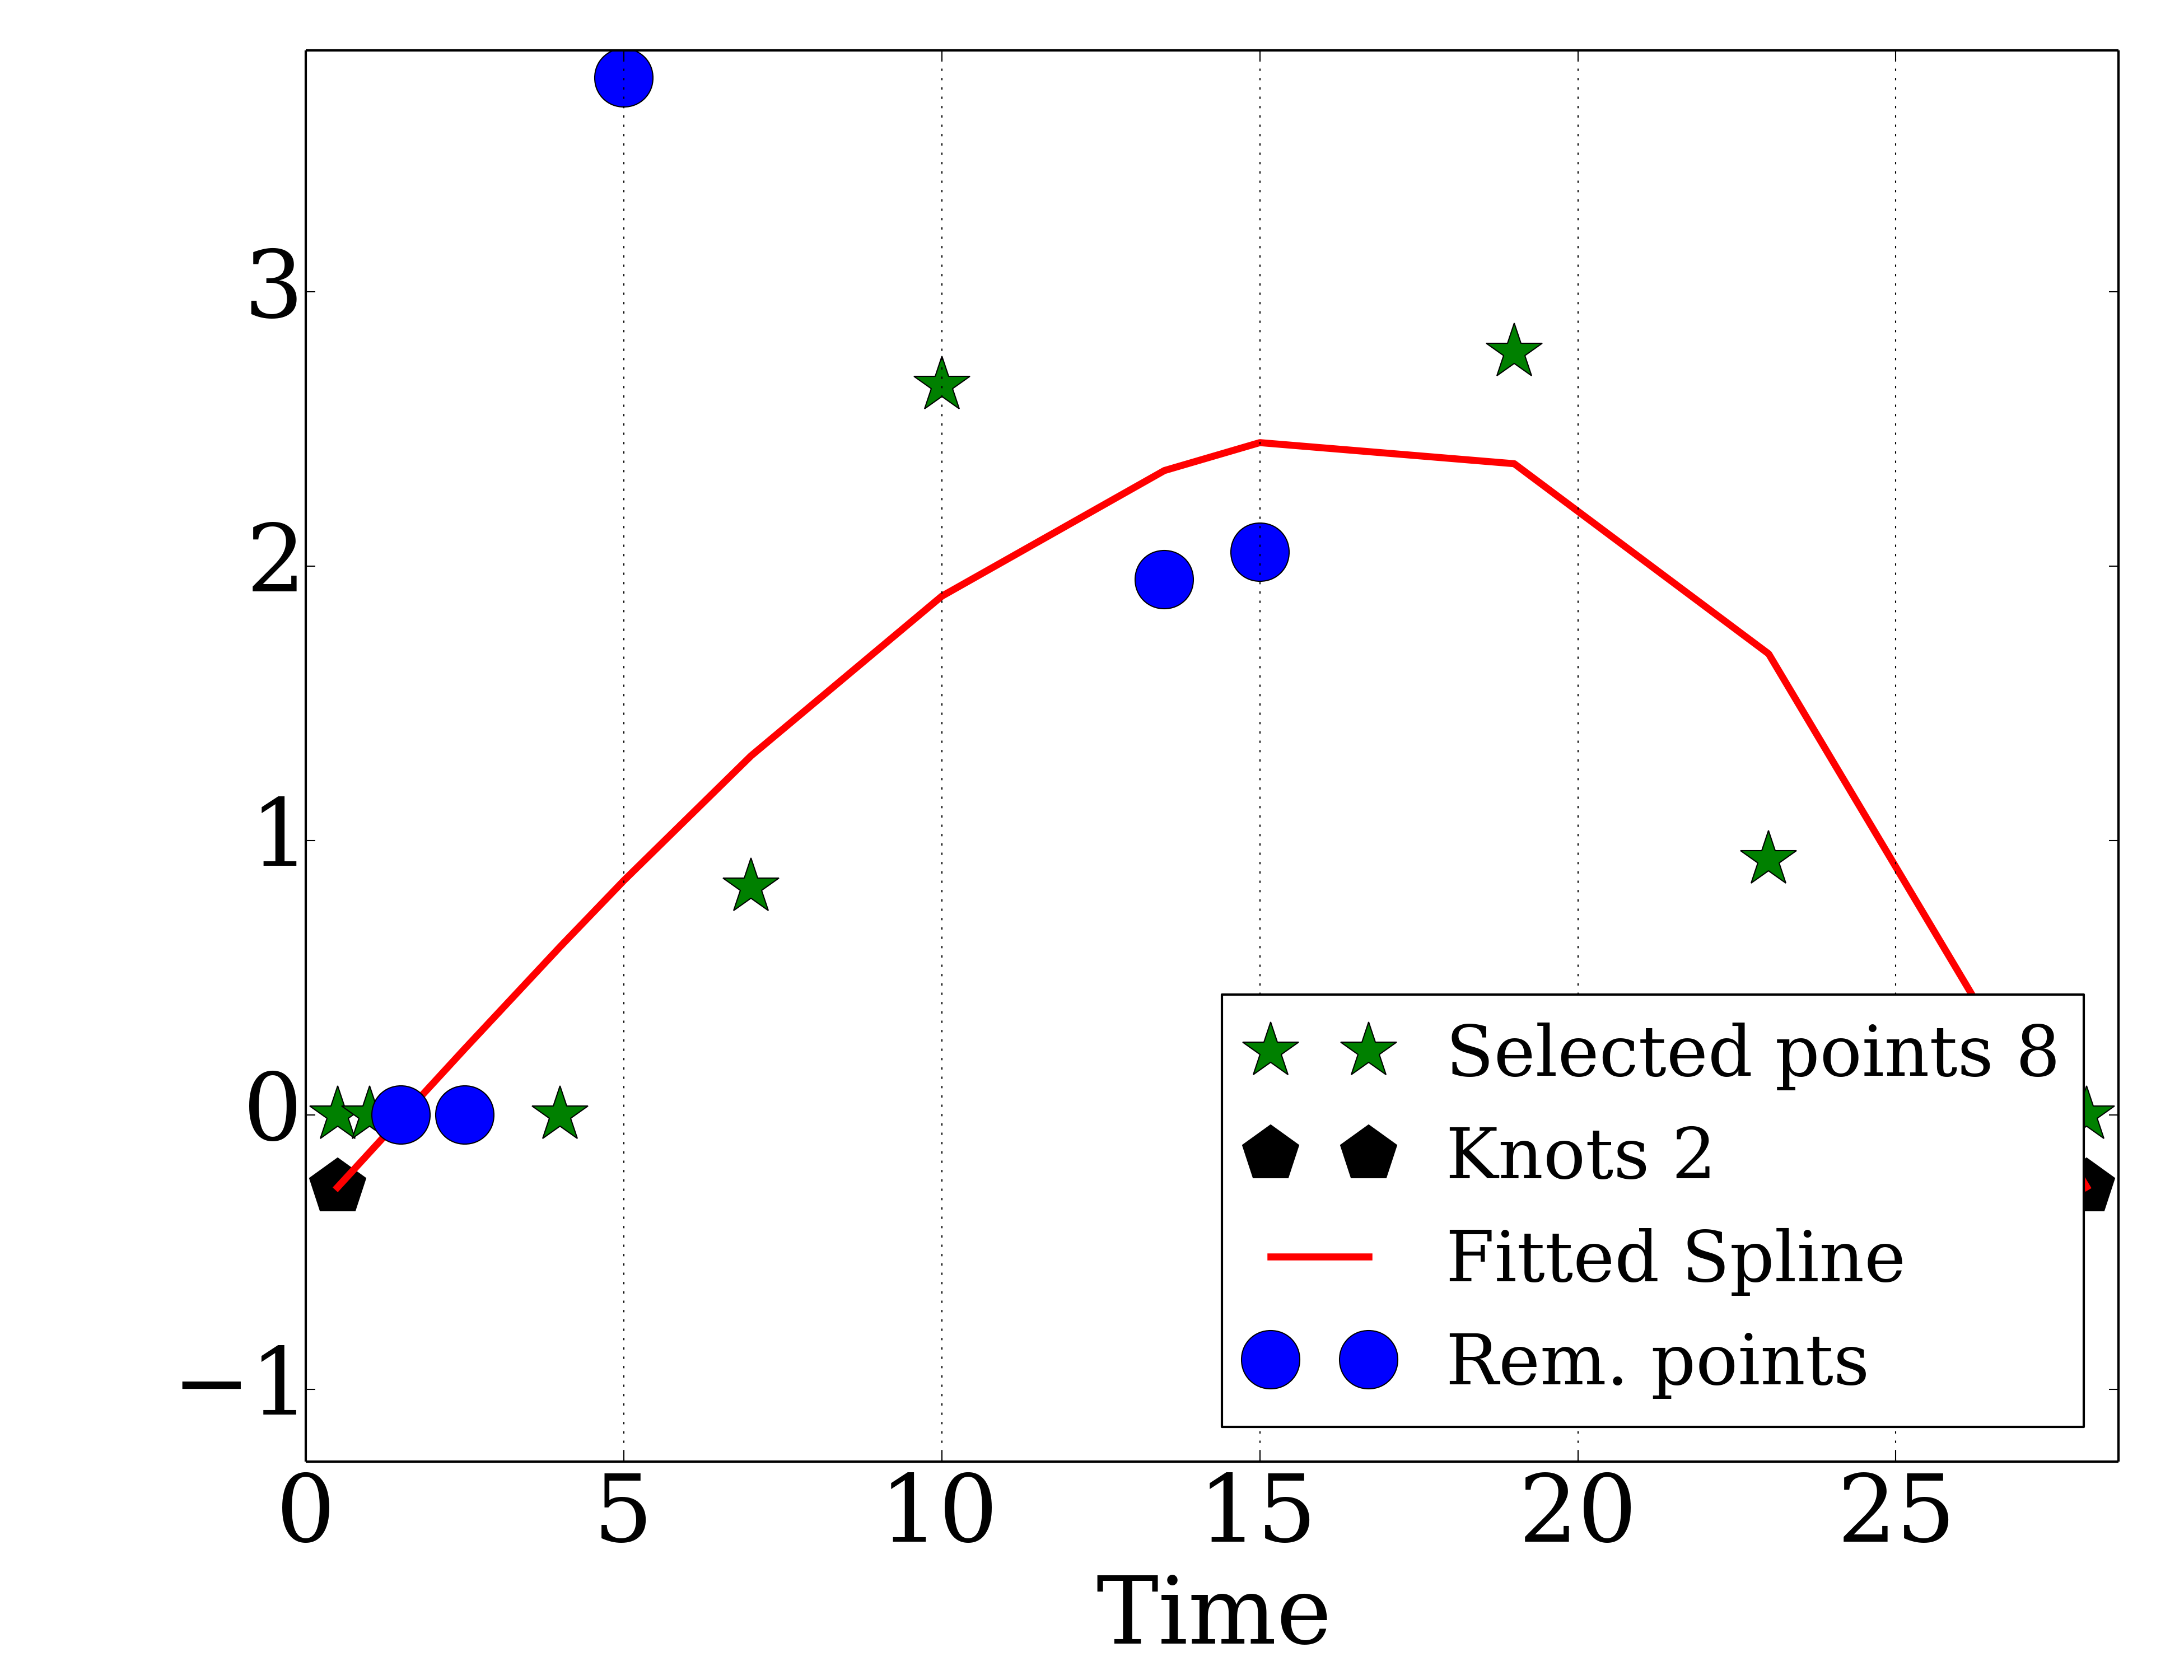 3
2
1
0
−1
Selected points 8
Knots 2
Fitted Spline
Rem. points
0 5 10 15 20 25
Time